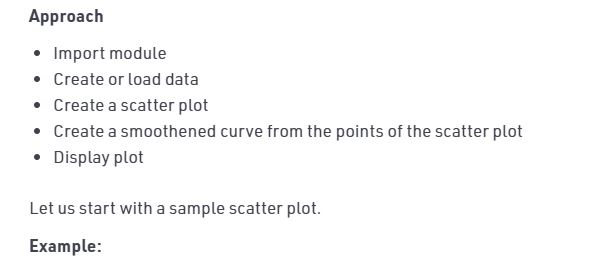 Approach
• Import module
• Create or load data
• Create a scatter plot
• Create a smoothened curve from the points of the scatter plot
• Display plot
Let us start with a sample scatter plot.
Example: